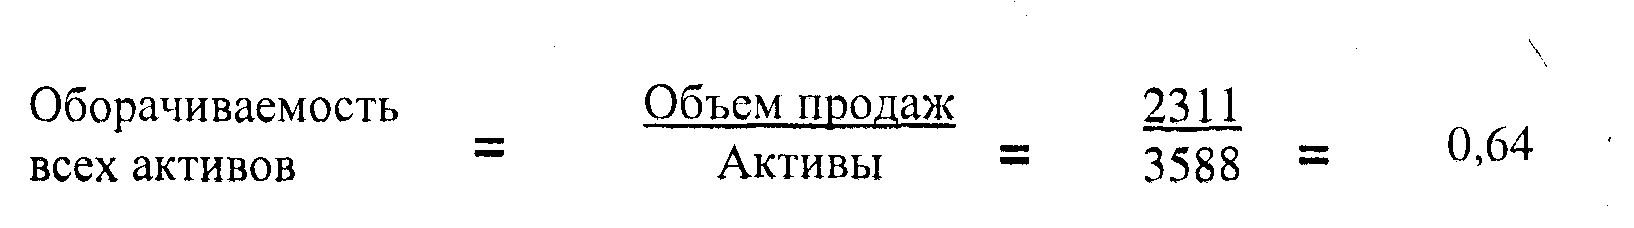 Оборачиваемость
всех активов
=
Объем продаж
Активы
=
2311
3588
=
0,64